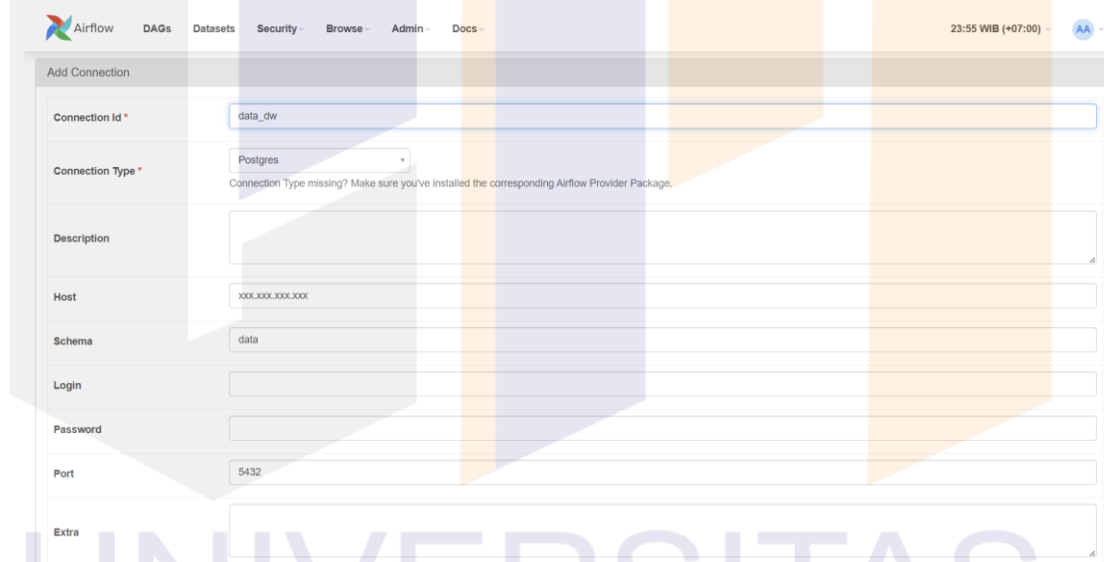 Airflow DAGs Datasets Security Browse Admin Docs 23:55 WIB (+07:00) AA
Add Connection
Connection Id * data_dw
Connection Type * Postgres
Connection Type missing? Make sure you've installed the corresponding Airflow Provider Package.
Description
Host xxx.xxx.xxx.xxx
Schema data
Login
Password
Port 5432
Extra
UNIVERSITAS